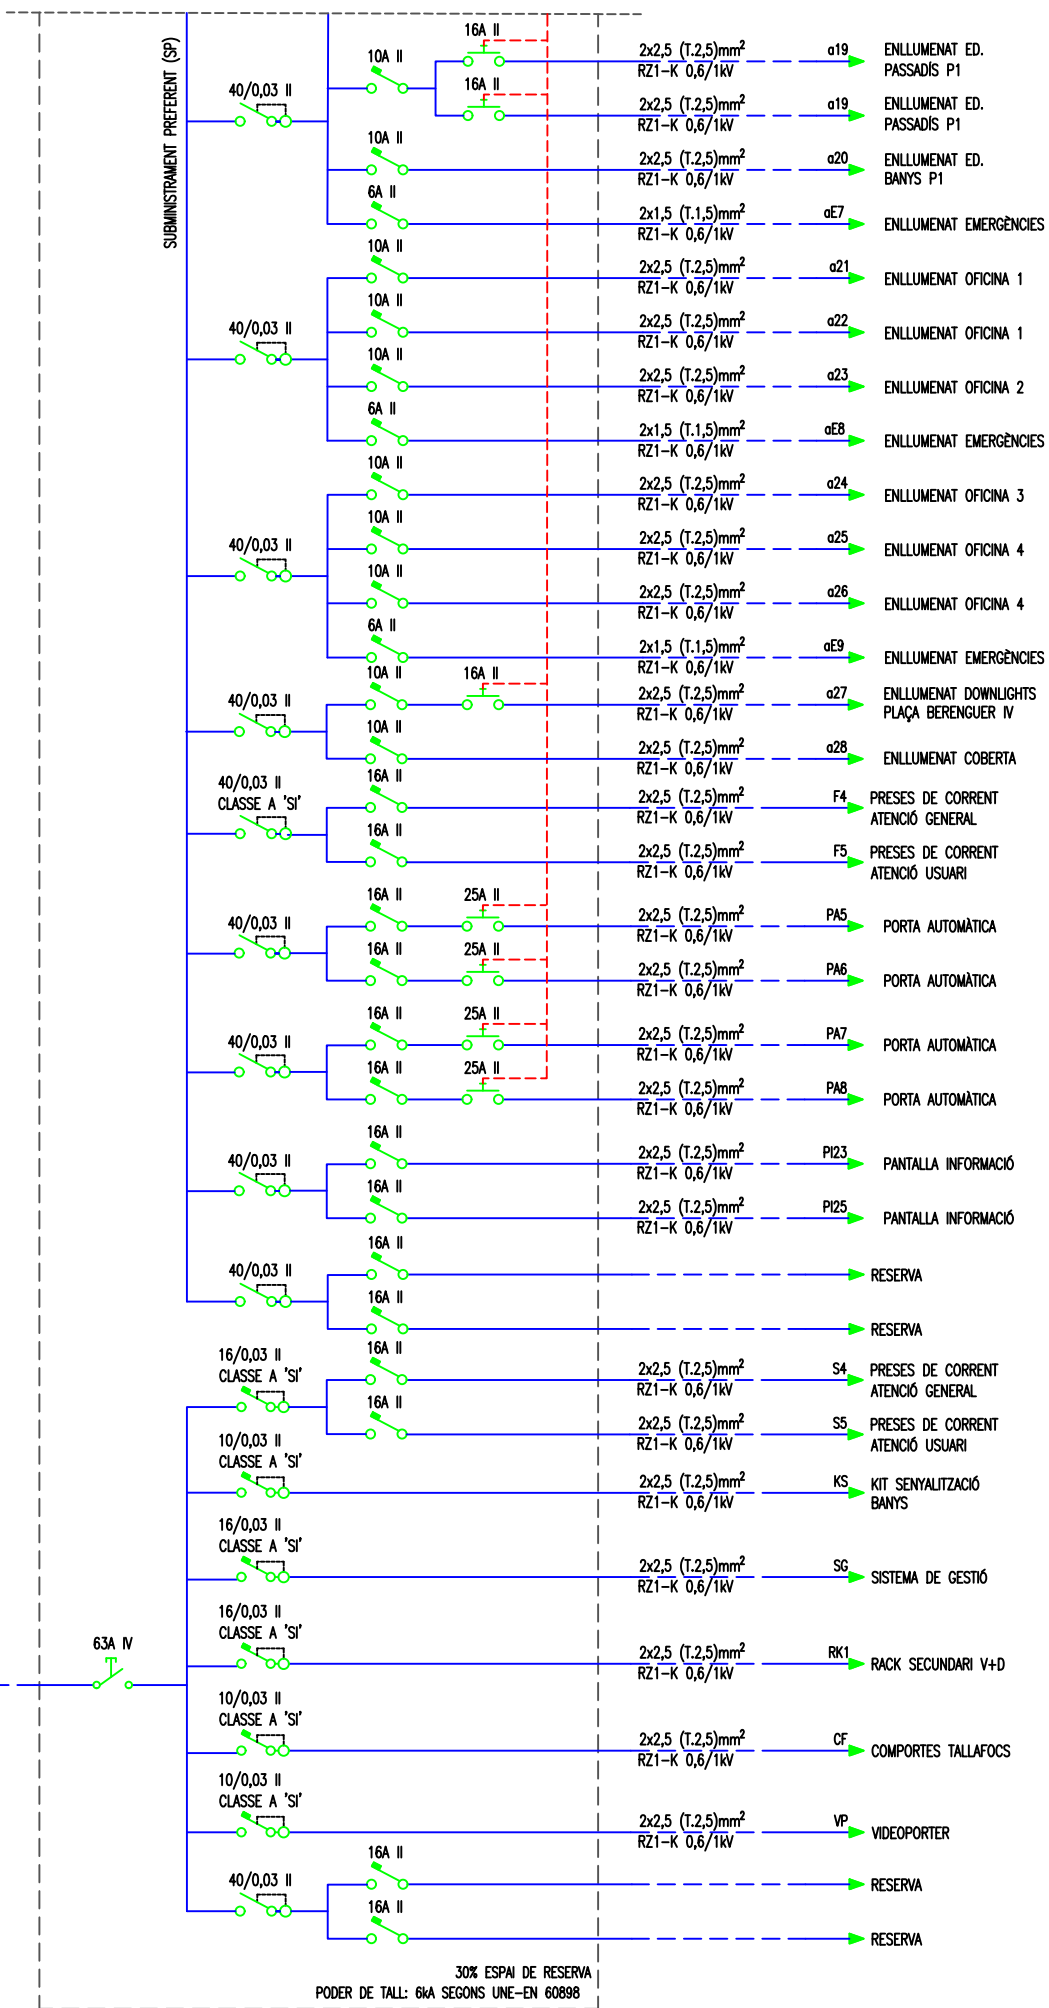 SUBMINISTRAMENT PREFERENT (SP)
16A II
10A II
2x2,5 (T.2,5)mm²
RZ1-K 0,6/1kV
a19
ENLLUMENAT ED.
PASSADÍS P1
40/0,03 II
16A II
2x2,5 (T.2,5)mm²
RZ1-K 0,6/1kV
a19
ENLLUMENAT ED.
PASSADÍS P1
10A II
2x2,5 (T.2,5)mm²
RZ1-K 0,6/1kV
a20
ENLLUMENAT ED.
BANYS P1
6A II
2x1,5 (T.1,5)mm²
RZ1-K 0,6/1kV
aE7
ENLLUMENAT EMERGÈNCIES
10A II
2x2,5 (T.2,5)mm²
RZ1-K 0,6/1kV
a21
ENLLUMENAT OFICINA 1
40/0,03 II
10A II
2x2,5 (T.2,5)mm²
RZ1-K 0,6/1kV
a22
ENLLUMENAT OFICINA 1
10A II
2x2,5 (T.2,5)mm²
RZ1-K 0,6/1kV
a23
ENLLUMENAT OFICINA 2
6A II
2x1,5 (T.1,5)mm²
RZ1-K 0,6/1kV
aE8
ENLLUMENAT EMERGÈNCIES
10A II
2x2,5 (T.2,5)mm²
RZ1-K 0,6/1kV
a24
ENLLUMENAT OFICINA 3
40/0,03 II
10A II
2x2,5 (T.2,5)mm²
RZ1-K 0,6/1kV
a25
ENLLUMENAT OFICINA 4
10A II
2x2,5 (T.2,5)mm²
RZ1-K 0,6/1kV
a26
ENLLUMENAT OFICINA 4
6A II
2x1,5 (T.1,5)mm²
RZ1-K 0,6/1kV
aE9
ENLLUMENAT EMERGÈNCIES
40/0,03 II
10A II
16A II
2x2,5 (T.2,5)mm²
RZ1-K 0,6/1kV
a27
ENLLUMENAT DOWNLIGHTS
PLAÇA BERENGUER IV
10A II
2x2,5 (T.2,5)mm²
RZ1-K 0,6/1kV
a28
ENLLUMENAT COBERTA
40/0,03 II
CLASSE A 'SI'
16A II
2x2,5 (T.2,5)mm²
RZ1-K 0,6/1kV
F4
PRESES DE CORRENT
ATENCIÓ GENERAL
16A II
2x2,5 (T.2,5)mm²
RZ1-K 0,6/1kV
F5
PRESES DE CORRENT
ATENCIÓ USUARI
40/0,03 II
16A II
25A II
2x2,5 (T.2,5)mm²
RZ1-K 0,6/1kV
PA5
PORTA AUTOMÀTICA
16A II
25A II
2x2,5 (T.2,5)mm²
RZ1-K 0,6/1kV
PA6
PORTA AUTOMÀTICA
40/0,03 II
16A II
25A II
2x2,5 (T.2,5)mm²
RZ1-K 0,6/1kV
PA7
PORTA AUTOMÀTICA
16A II
25A II
2x2,5 (T.2,5)mm²
RZ1-K 0,6/1kV
PA8
PORTA AUTOMÀTICA
40/0,03 II
16A II
2x2,5 (T.2,5)mm²
RZ1-K 0,6/1kV
PI23
PANTALLA INFORMACIÓ
16A II
2x2,5 (T.2,5)mm²
RZ1-K 0,6/1kV
PI25
PANTALLA INFORMACIÓ
40/0,03 II
16A II
RESERVA
16A II
RESERVA
16/0,03 II
CLASSE A 'SI'
16A II
2x2,5 (T.2,5)mm²
RZ1-K 0,6/1kV
S4
PRESES DE CORRENT
ATENCIÓ GENERAL
16A II
2x2,5 (T.2,5)mm²
RZ1-K 0,6/1kV
S5
PRESES DE CORRENT
ATENCIÓ USUARI
10/0,03 II
CLASSE A 'SI'
2x2,5 (T.2,5)mm²
RZ1-K 0,6/1kV
KS
KIT SENYALITZACIÓ
BANYS
16/0,03 II
CLASSE A 'SI'
2x2,5 (T.2,5)mm²
RZ1-K 0,6/1kV
SG
SISTEMA DE GESTIÓ
63A IV
16/0,03 II
CLASSE A 'SI'
2x2,5 (T.2,5)mm²
RZ1-K 0,6/1kV
RK1
RACK SECUNDARI V+D
10/0,03 II
CLASSE A 'SI'
2x2,5 (T.2,5)mm²
RZ1-K 0,6/1kV
CF
COMPORTES TALLAFOCS
10/0,03 II
CLASSE A 'SI'
2x2,5 (T.2,5)mm²
RZ1-K 0,6/1kV
VP
VIDEOPORTER
40/0,03 II
16A II
RESERVA
16A II
RESERVA
30% ESPAI DE RESERVA
PODER DE TALL: 6kA SEGONS UNE-EN 60898